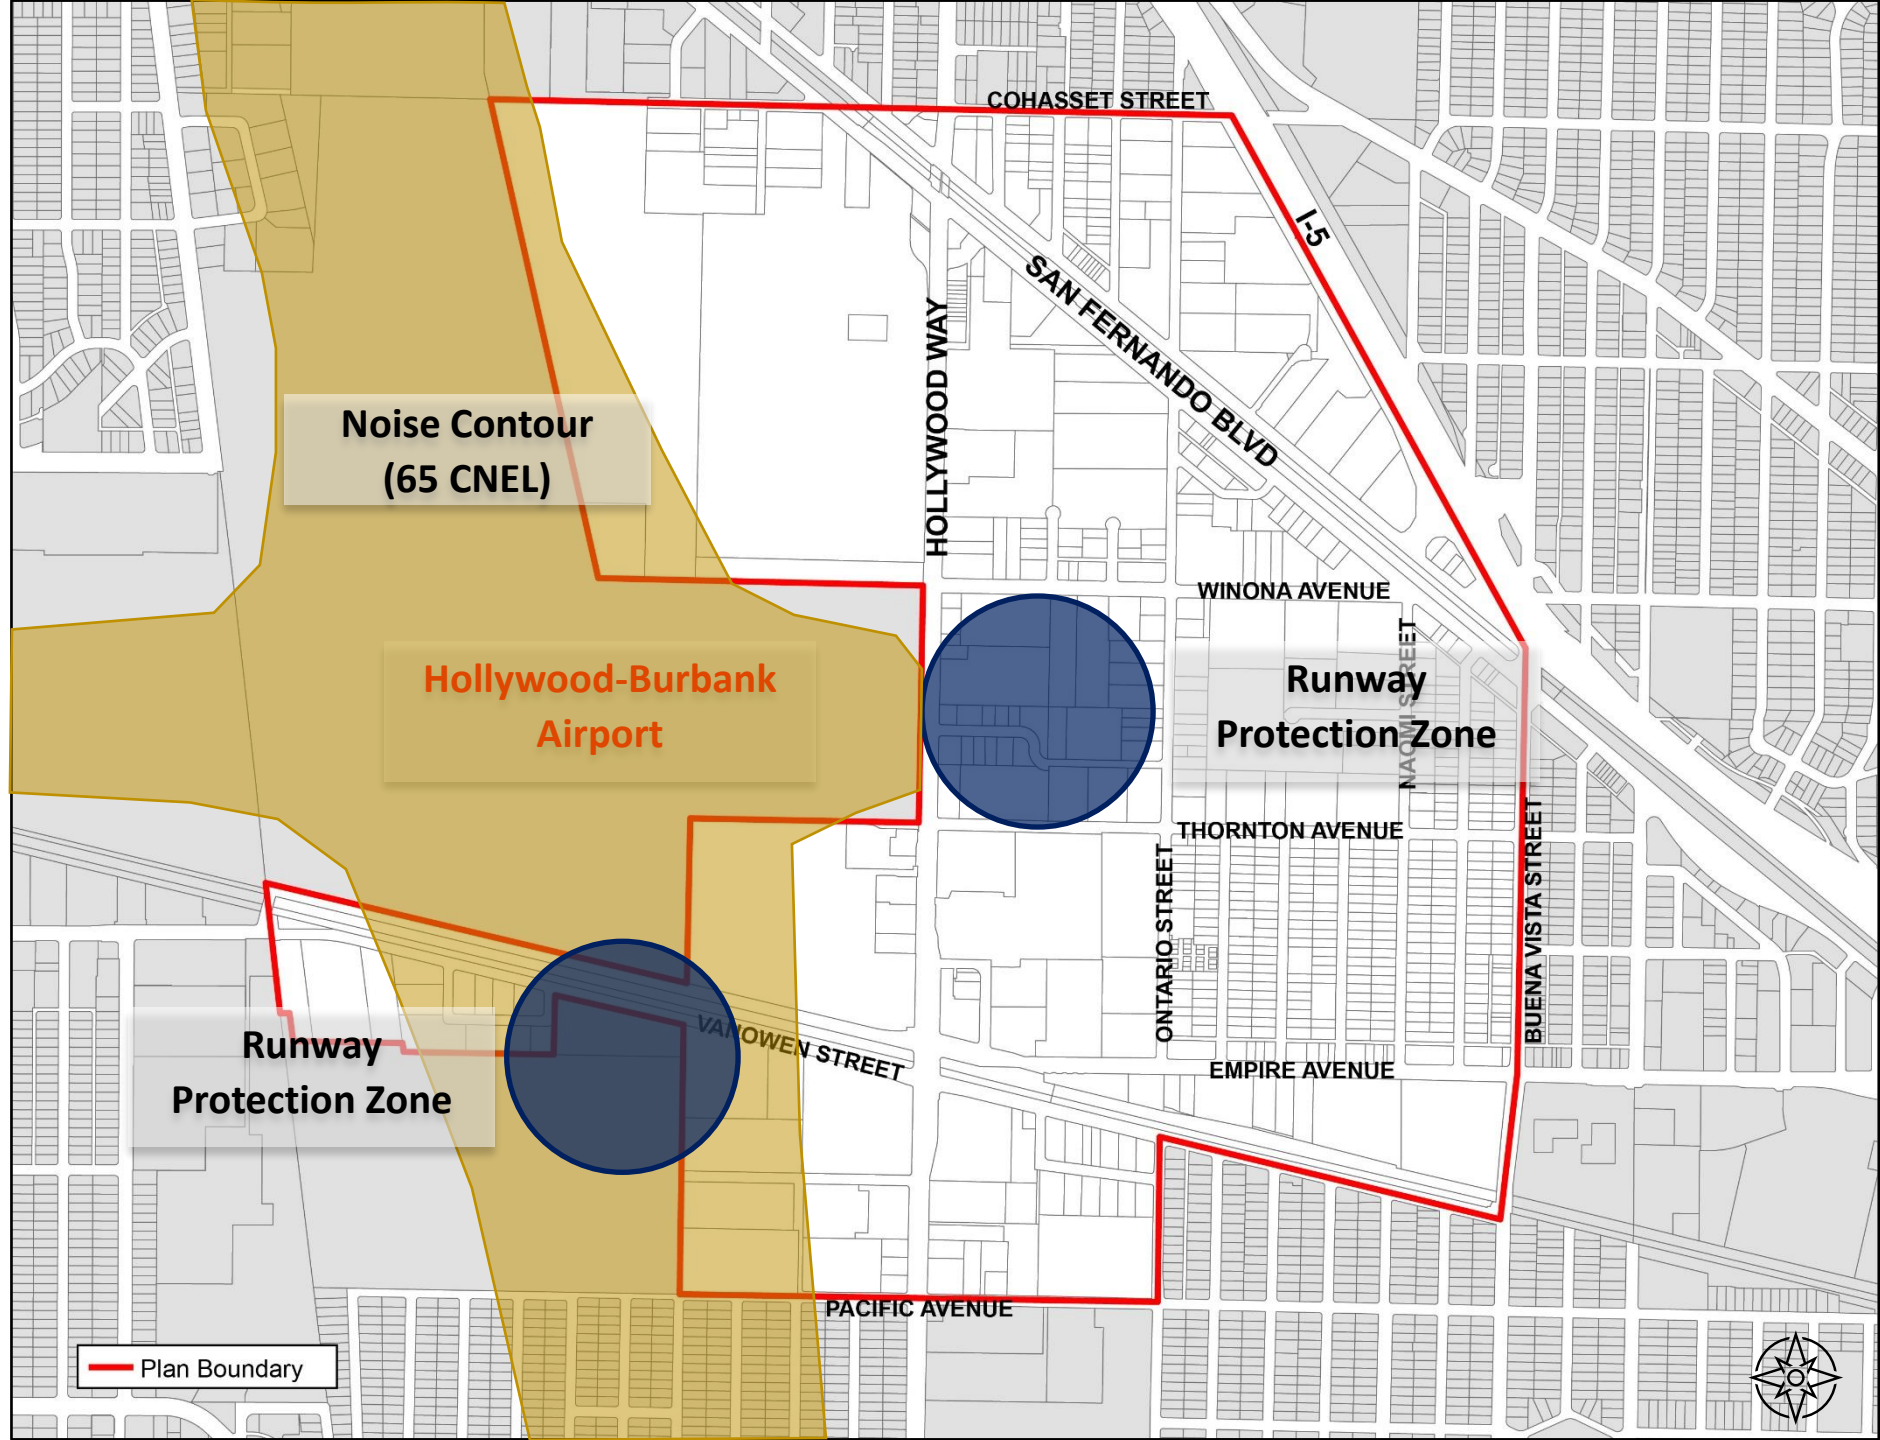 COHASSET STREET
I-5
SAN FERNANDO BLVD
HOLLYWOOD WAY
Noise Contour
(65 CNEL)
WINONA AVENUE
NAOMI STREET
Hollywood-Burbank
Airport
Runway
Protection Zone
THORNTON AVENUE
ONTARIO STREET
BUENA VISTA STREET
Runway
Protection Zone
VANOWEN STREET
EMPIRE AVENUE
PACIFIC AVENUE
Plan Boundary